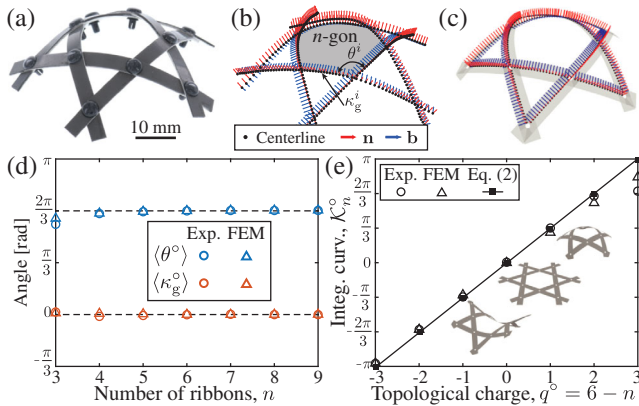 (a)
10 mm
(b)
n-gon
θ^i
κ_g^i
Centerline n b
(c)
(d)
Angle [rad]
2π/3
π/3
0
-π/3
Exp. FEM
⟨θ°⟩
⟨κ_g°⟩
3 4 5 6 7 8 9
Number of ribbons, n
(e)
Integ. curv., 𝒦_n°
π
2π/3
π/3
0
-π/3
-2π/3
-π
Exp. FEM Eq. (2)
-3 -2 -1 0 1 2 3
Topological charge, q° = 6 − n